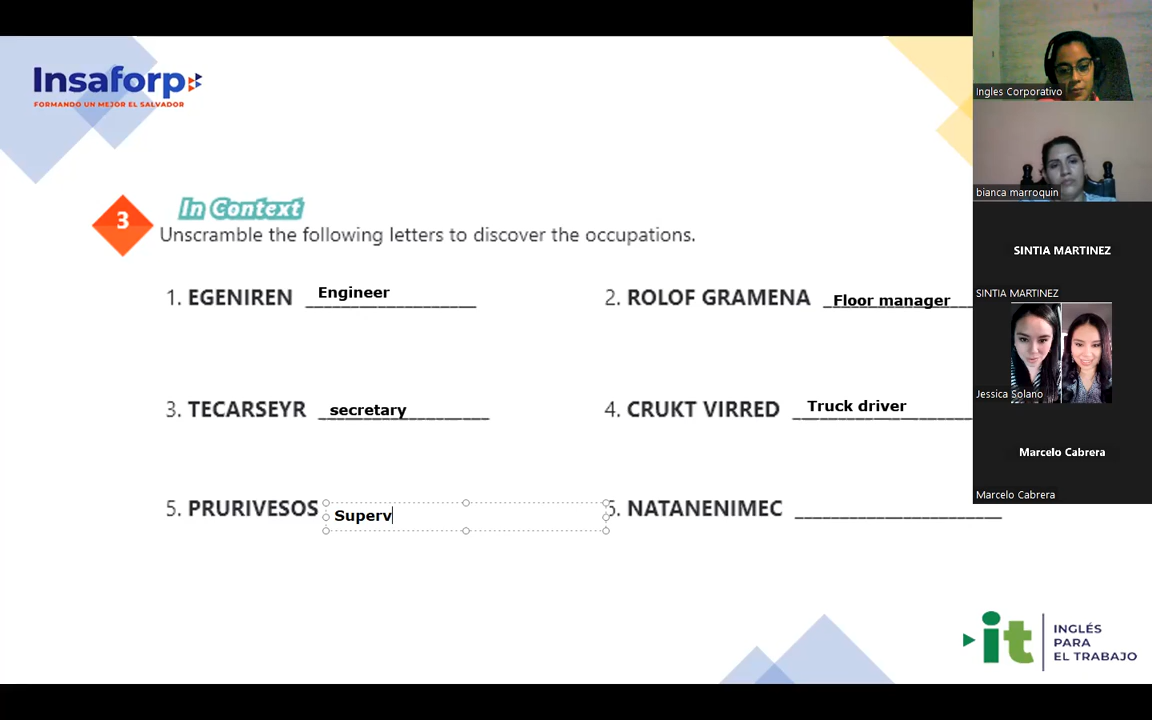 Insaforp
FORMANDO UN MEJOR EL SALVADOR
3
In Context
Unscramble the following letters to discover the occupations.
1. EGENIREN Engineer
2. ROLOF GRAMENA Floor manager
3. TECARSEYR secretary
4. CRUKT VIRRED Truck driver
5. PRURIVESOS Superv
6. NATANENIMEC
Ingles Corporativo
bianca marroquin
SINTIA MARTINEZ
SINTIA MARTINEZ
Jessica Solano
Marcelo Cabrera
Marcelo Cabrera
it
INGLÉS
PARA
EL TRABAJO